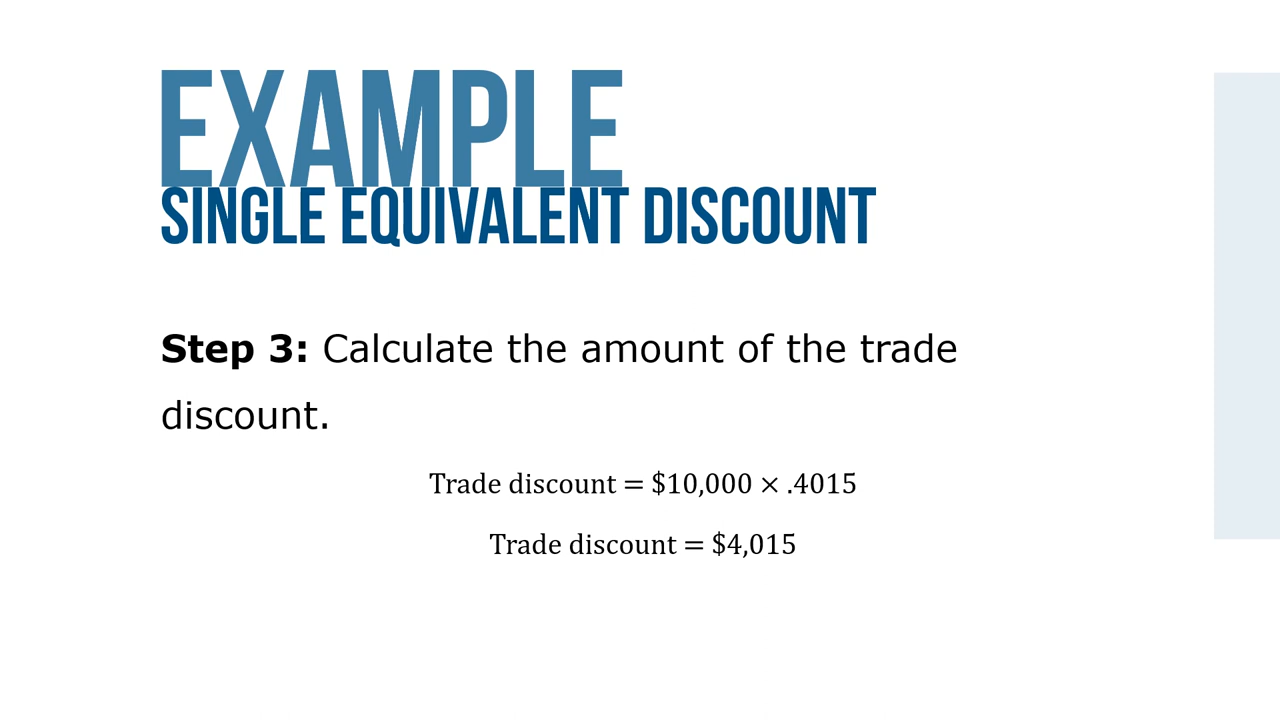 EXAMPLE
SINGLE EQUIVALENT DISCOUNT
Step 3: Calculate the amount of the trade
discount.
Trade discount = $10,000 × .4015
Trade discount = $4,015